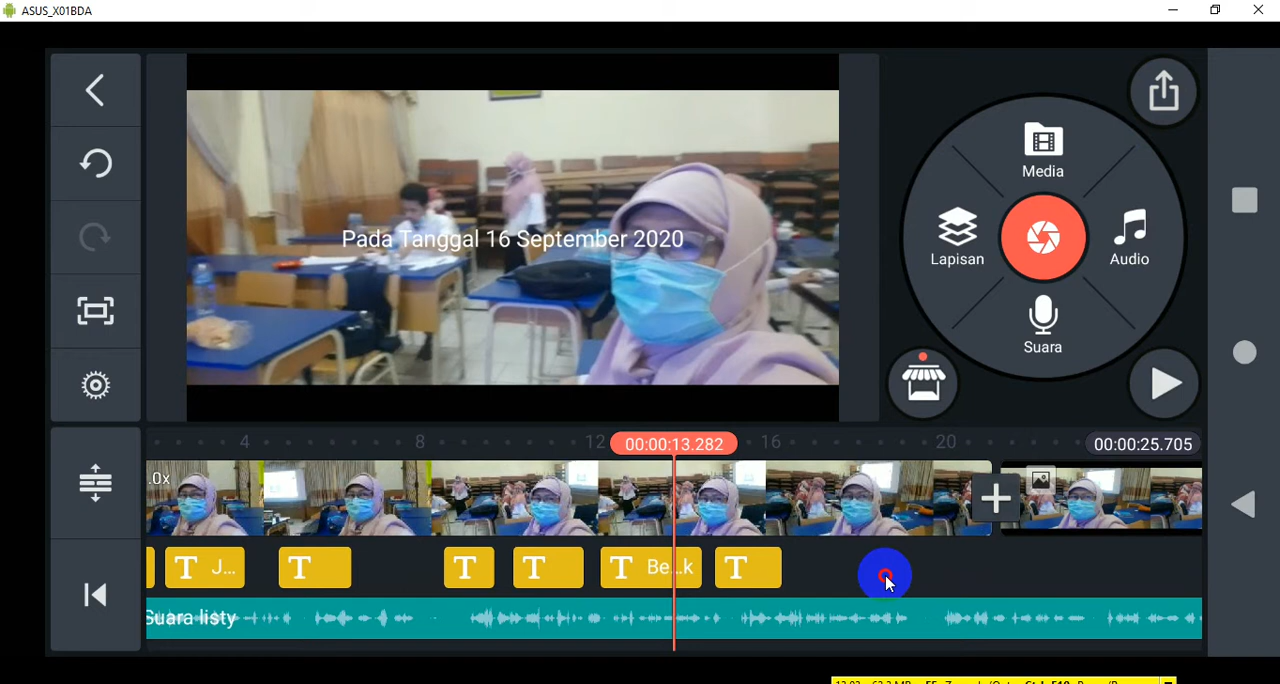 ASUS_X01BDA
Media
Lapisan
Audio
Suara
Pada Tanggal 16 September 2020
4
8
12
00:00:13.282
16
20
00:00:25.705
.0x
T J...
T
T
T
T Be...k
T
Suara listy